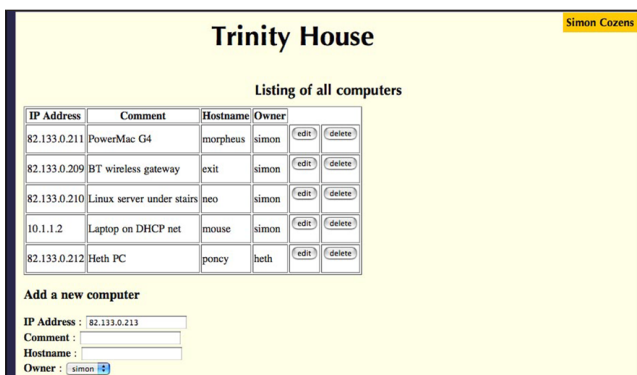 Simon Cozens
Trinity House
Listing of all computers
IP Address Comment Hostname Owner
82.133.0.211 PowerMac G4 morpheus simon edit delete
82.133.0.209 BT wireless gateway exit simon edit delete
82.133.0.210 Linux server under stairs neo simon edit delete
10.1.1.2 Laptop on DHCP net mouse simon edit delete
82.133.0.212 Heth PC poncy heth edit delete
Add a new computer
IP Address : 82.133.0.213
Comment :
Hostname :
Owner : simon